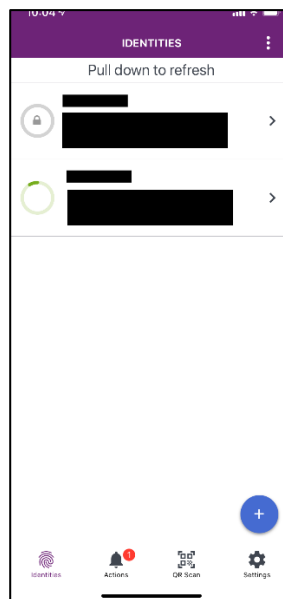 10:04
IDENTITIES
Pull down to refresh
+
1
Identities
Actions
QR Scan
Settings